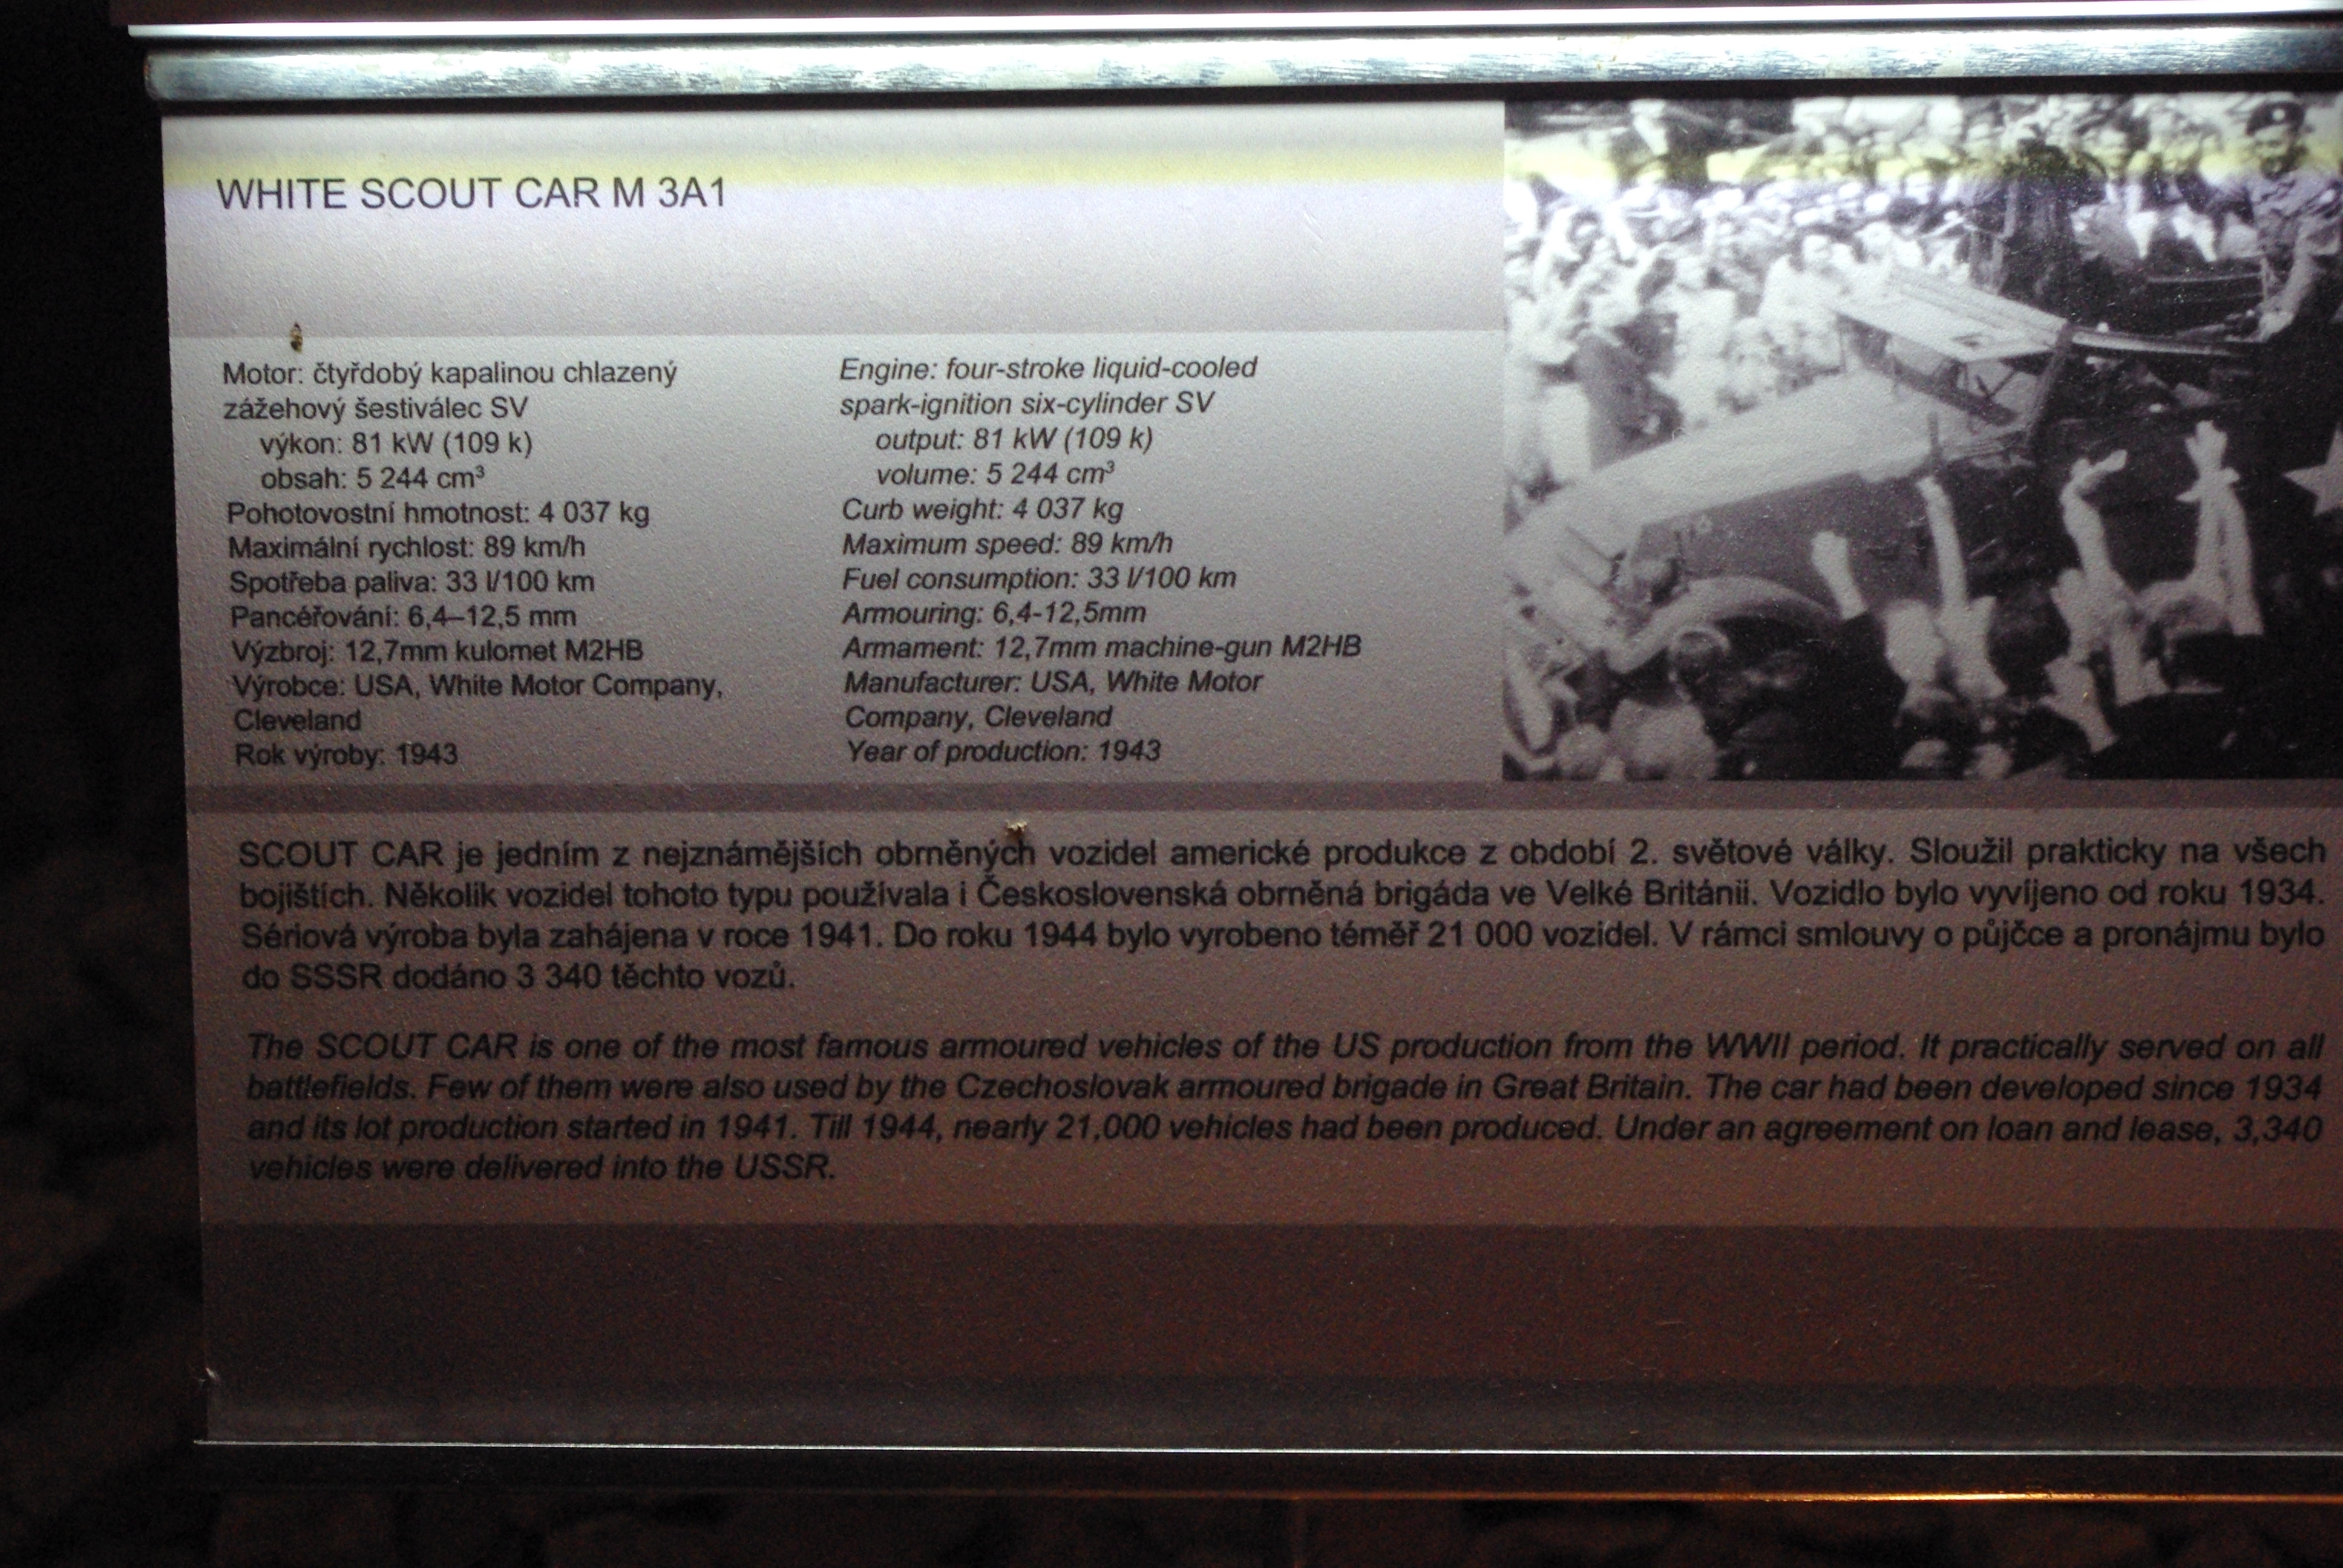 WHITE SCOUT CAR M 3A1
Motor: čtyřdobý kapalinou chlazený
zážehový šestiválec SV
výkon: 81 kW (109 k)
obsah: 5 244 cm³
Pohotovostní hmotnost: 4 037 kg
Maximální rychlost: 89 km/h
Spotřeba paliva: 33 l/100 km
Pancéřování: 6,4–12,5 mm
Výzbroj: 12,7mm kulomet M2HB
Výrobce: USA, White Motor Company,
Cleveland
Rok výroby: 1943
Engine: four-stroke liquid-cooled
spark-ignition six-cylinder SV
output: 81 kW (109 k)
volume: 5 244 cm³
Curb weight: 4 037 kg
Maximum speed: 89 km/h
Fuel consumption: 33 l/100 km
Armouring: 6,4-12,5mm
Armament: 12,7mm machine-gun M2HB
Manufacturer: USA, White Motor
Company, Cleveland
Year of production: 1943
SCOUT CAR je jedním z nejznámějších obrněných vozidel americké produkce z období 2. světové války. Sloužil prakticky na všech
bojištích. Několik vozidel tohoto typu používala i Československá obrněná brigáda ve Velké Británii. Vozidlo bylo vyvíjeno od roku 1934.
Sériová výroba byla zahájena v roce 1941. Do roku 1944 bylo vyrobeno téměř 21 000 vozidel. V rámci smlouvy o půjčce a pronájmu bylo
do SSSR dodáno 3 340 těchto vozů.
The SCOUT CAR is one of the most famous armoured vehicles of the US production from the WWII period. It practically served on all
battlefields. Few of them were also used by the Czechoslovak armoured brigade in Great Britain. The car had been developed since 1934
and its lot production started in 1941. Till 1944, nearly 21,000 vehicles had been produced. Under an agreement on loan and lease, 3,340
vehicles were delivered into the USSR.